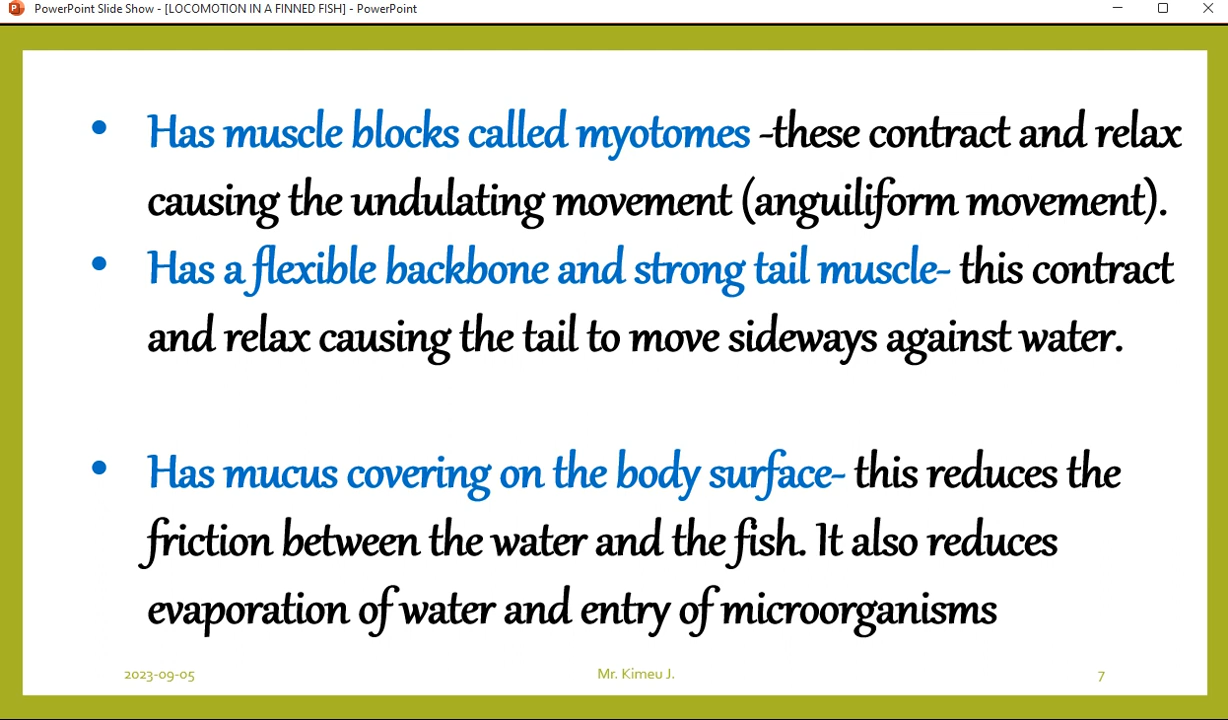 PowerPoint Slide Show - [LOCOMOTION IN A FINNED FISH] - PowerPoint
• Has muscle blocks called myotomes -these contract and relax
causing the undulating movement (anguiliform movement).
• Has a flexible backbone and strong tail muscle- this contract
and relax causing the tail to move sideways against water.
• Has mucus covering on the body surface- this reduces the
friction between the water and the fish. It also reduces
evaporation of water and entry of microorganisms
2023-09-05 Mr. Kimeu J. 7